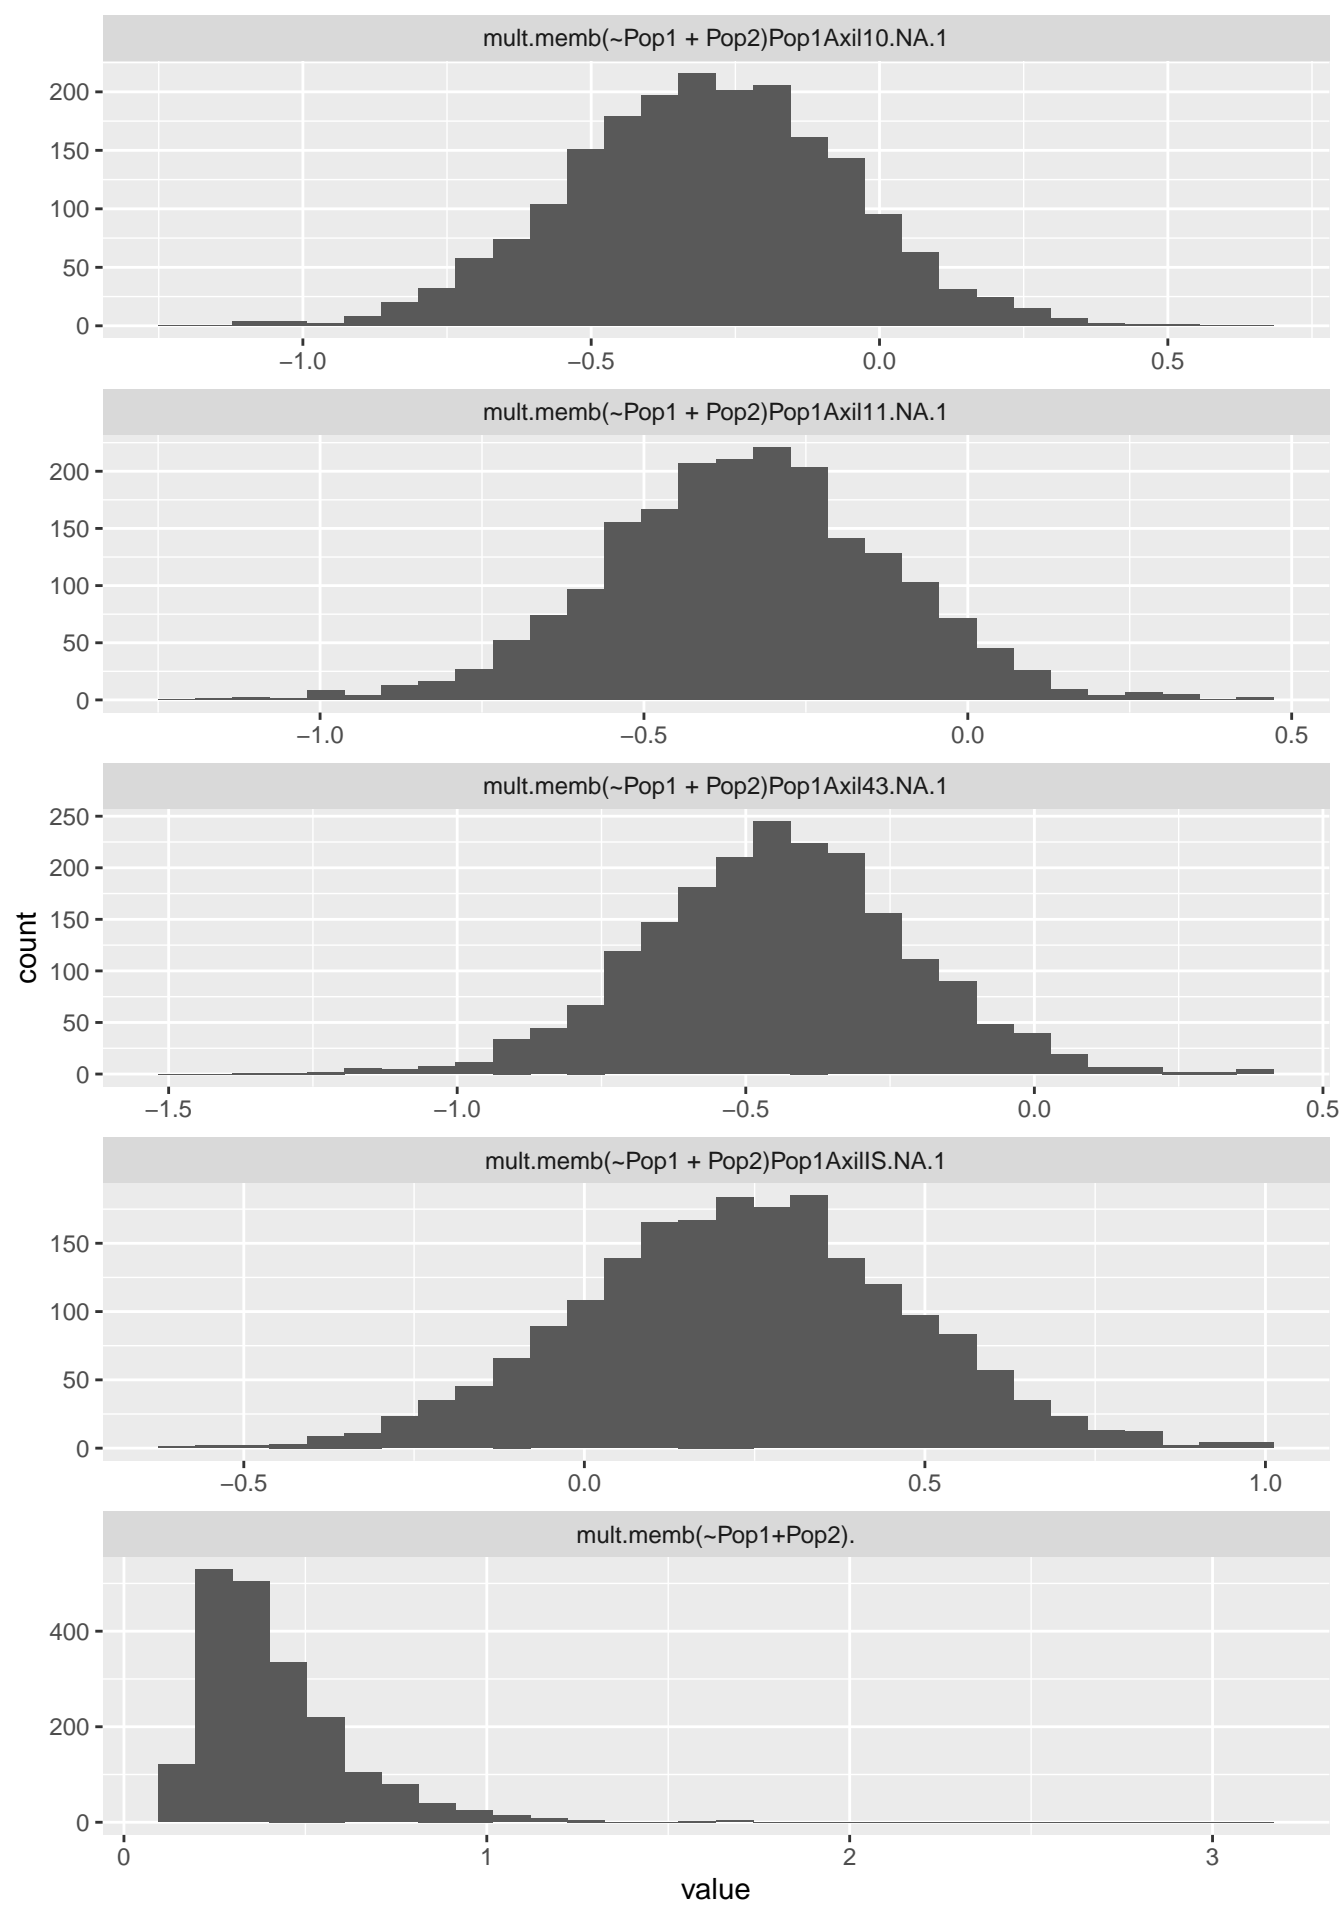 mult.memb(~Pop1 + Pop2)Pop1Axil10.NA.1
200
150
100
50
0
−1.0 −0.5 0.0 0.5
mult.memb(~Pop1 + Pop2)Pop1Axil11.NA.1
200
150
100
50
0
−1.0 −0.5 0.0 0.5
mult.memb(~Pop1 + Pop2)Pop1Axil43.NA.1
250
200
150
100
50
0
−1.5 −1.0 −0.5 0.0 0.5
count
mult.memb(~Pop1 + Pop2)Pop1AxilIS.NA.1
150
100
50
0
−0.5 0.0 0.5 1.0
mult.memb(~Pop1+Pop2).
400
200
0
0 1 2 3
value